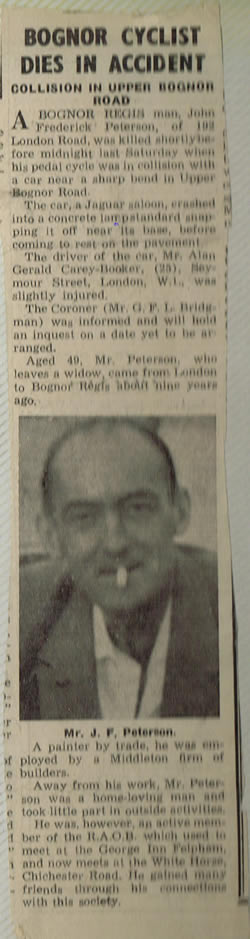 BOGNOR CYCLIST
DIES IN ACCIDENT
COLLISION IN UPPER BOGNOR
ROAD
A BOGNOR REGIS man, John
Frederick Peterson, of 192
London Road, was killed shortly be-
fore midnight last Saturday when
his pedal cycle was in collision with
a car near a sharp bend in Upper
Bognor Road.
The car, a Jaguar saloon, crashed
into a concrete lampstandard snap-
ping it off near its base, before
coming to rest on the pavement.
The driver of the car, Mr. Alan
Gerald Carey-Booker, (25), Sey-
mour Street, London, W.1., was
slightly injured.
The Coroner (Mr. G. F. L. Bridg-
man) was informed and will hold
an inquest on a date yet to be ar-
ranged.
Aged 49, Mr. Peterson, who
leaves a widow, came from London
to Bognor Regis about nine years
ago.
Mr. J. F. Peterson.
A painter by trade, he was em-
ployed by a Middleton firm of
builders.
Away from his work, Mr. Peter-
son was a home-loving man and
took little part in outside activities.
He was, however, an active mem-
ber of the R.A.O.B. which used to
meet at the George Inn Felpham,
and now meets at the White Horse,
Chichester Road. He gained many
friends through his connections
with this society.